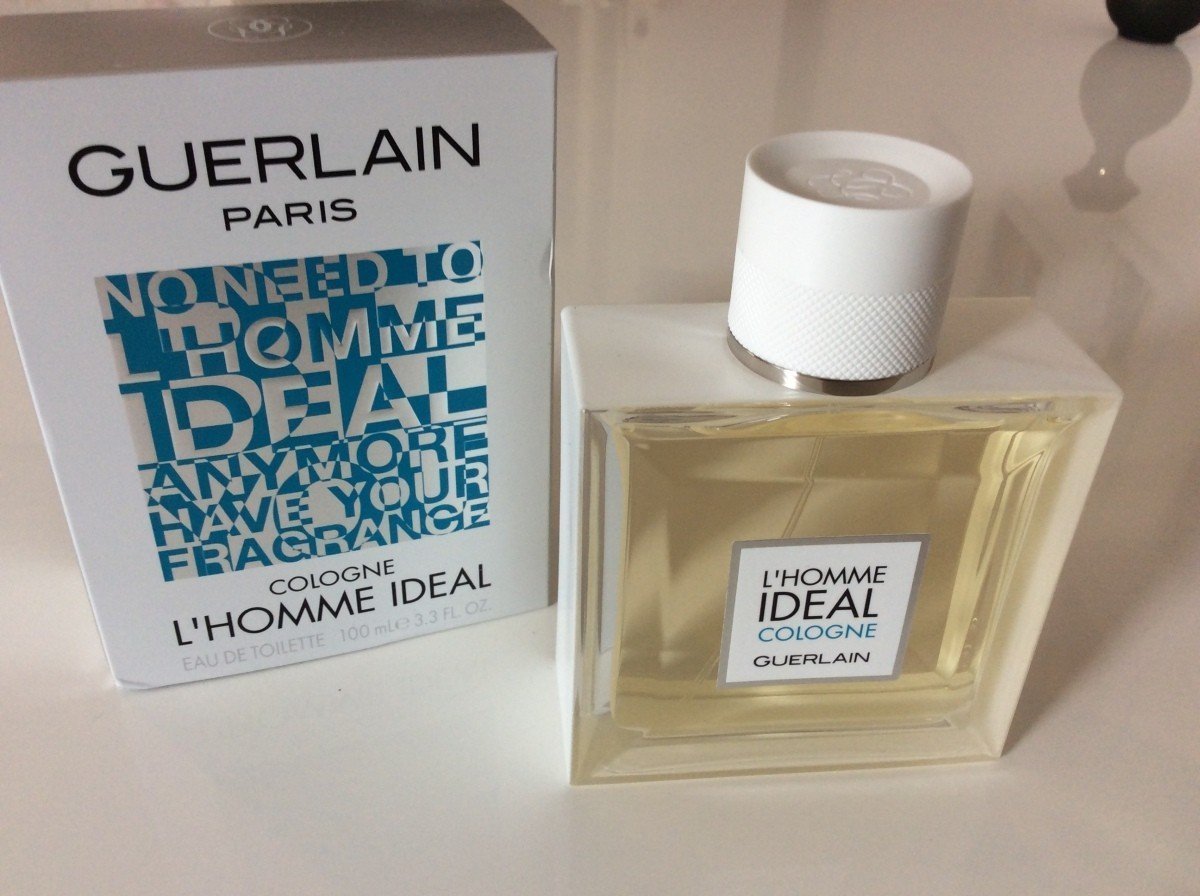 GUERLAIN
PARIS
NO NEED TO
L'HOMME
IDEAL
ANYMORE
HAVE YOUR
FRAGRANCE
COLOGNE
L'HOMME IDEAL
EAU DE TOILETTE 100 mL e 3.3 FL. OZ.
L'HOMME
IDEAL
COLOGNE
GUERLAIN